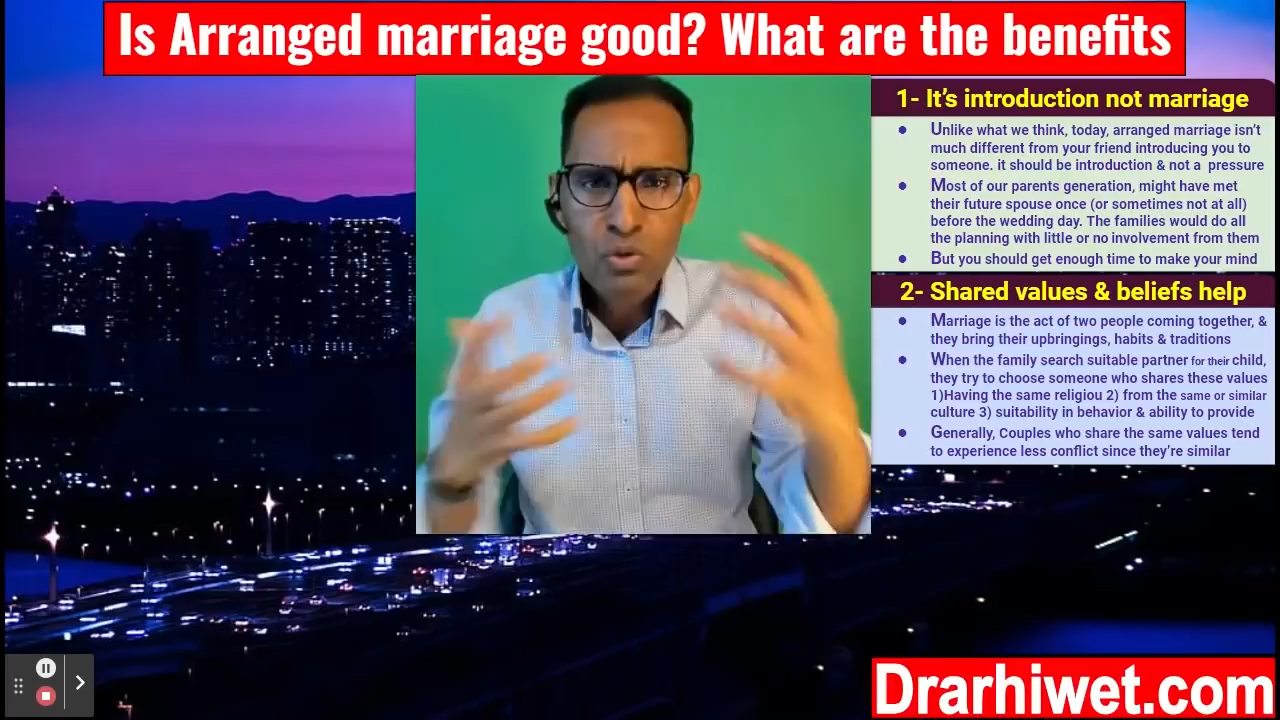 Is Arranged marriage good? What are the benefits
1- It's introduction not marriage
● Unlike what we think, today, arranged marriage isn't
much different from your friend introducing you to
someone. it should be introduction & not a pressure
● Most of our parents generation, might have met
their future spouse once (or sometimes not at all)
before the wedding day. The families would do all
the planning with little or no involvement from them
● But you should get enough time to make your mind
2- Shared values & beliefs help
● Marriage is the act of two people coming together, &
they bring their upbringings, habits & traditions
● When the family search suitable partner for their child,
they try to choose someone who shares these values
1)Having the same religiou 2) from the same or similar
culture 3) suitability in behavior & ability to provide
● Generally, Couples who share the same values tend
to experience less conflict since they're similar
Drarhiwet.com